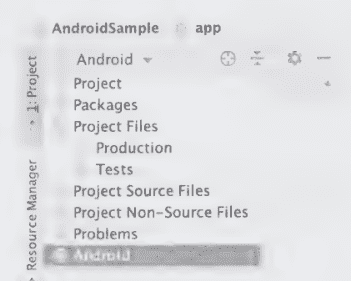 AndroidSample app
Android
Project
Packages
Project Files
Production
Tests
Project Source Files
Project Non-Source Files
Problems
Android
1: Project
Resource Manager